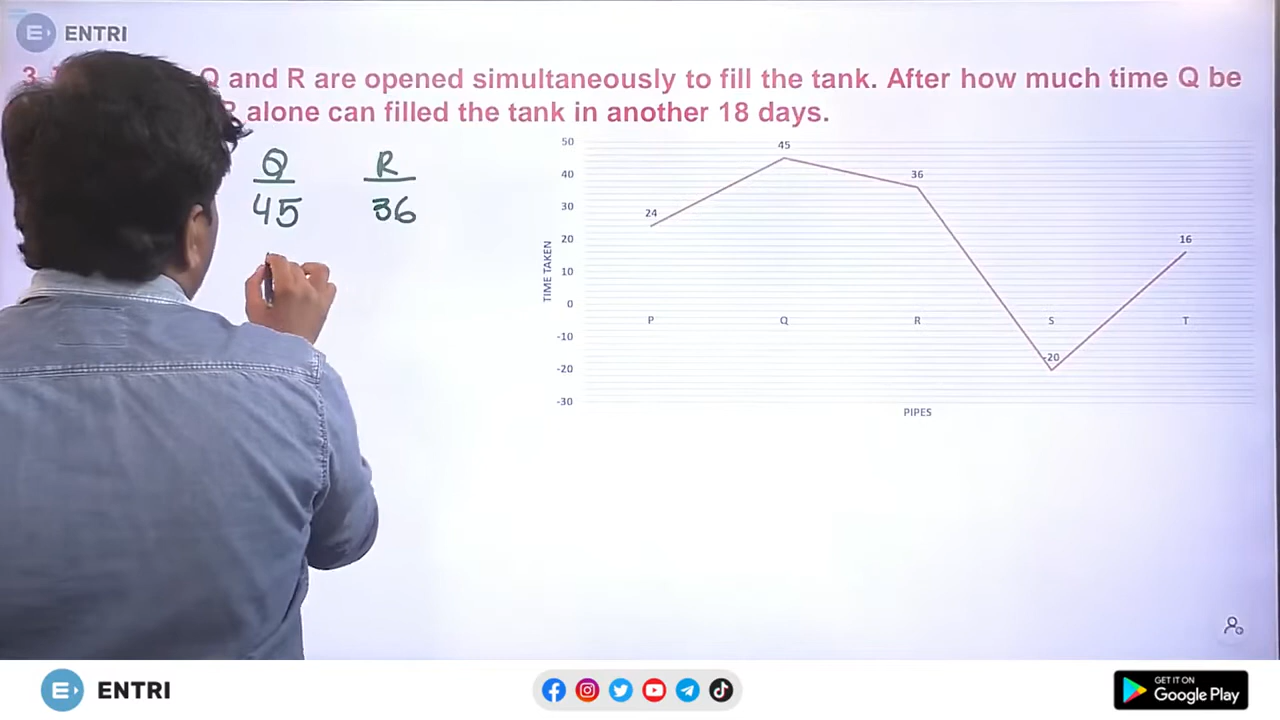 ENTRI
3.
Q and R are opened simultaneously to fill the tank. After how much time Q be
R alone can filled the tank in another 18 days.
Q R
45 36
50
40
30
20
10
0
-10
-20
-30
TIME TAKEN
24
45
36
-20
16
P Q R S T
PIPES
ENTRI
GET IT ON
Google Play